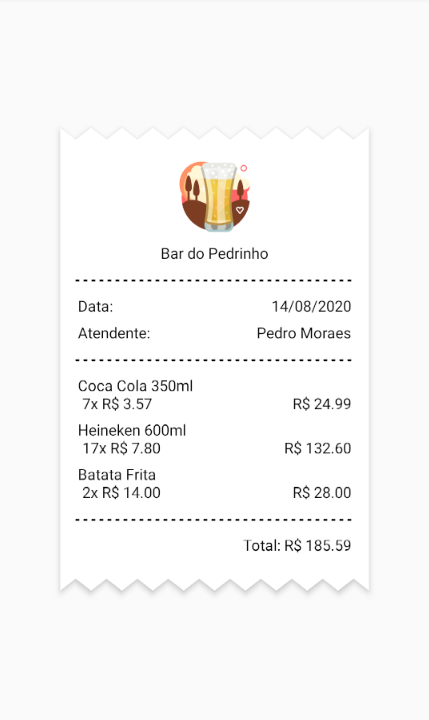 Bar do Pedrinho
Data: 14/08/2020
Atendente: Pedro Moraes
Coca Cola 350ml
7x R$ 3.57 R$ 24.99
Heineken 600ml
17x R$ 7.80 R$ 132.60
Batata Frita
2x R$ 14.00 R$ 28.00
Total: R$ 185.59